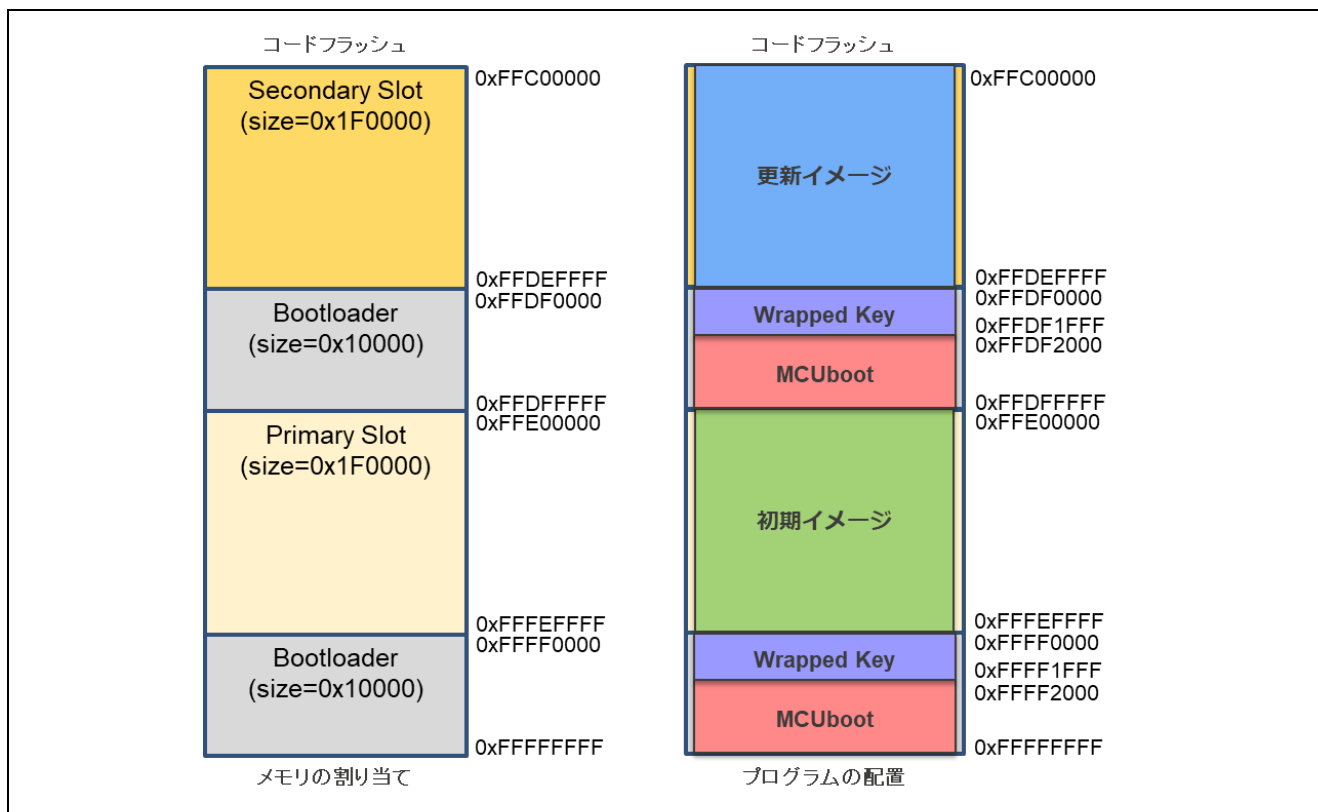 コードフラッシュ
Secondary Slot
(size=0x1F0000)
0xFFC00000
0xFFDEFFFF
0xFFDF0000
Bootloader
(size=0x10000)
0xFFDFFFFF
0xFFE00000
Primary Slot
(size=0x1F0000)
0xFFFEFFFF
0xFFFF0000
Bootloader
(size=0x10000)
0xFFFFFFFF
メモリの割り当て
コードフラッシュ
0xFFC00000
更新イメージ
0xFFDEFFFF
0xFFDF0000
Wrapped Key
0xFFDF1FFF
0xFFDF2000
MCUboot
0xFFDFFFFF
0xFFE00000
初期イメージ
0xFFFEFFFF
0xFFFF0000
Wrapped Key
0xFFFF1FFF
0xFFFF2000
MCUboot
0xFFFFFFFF
プログラムの配置